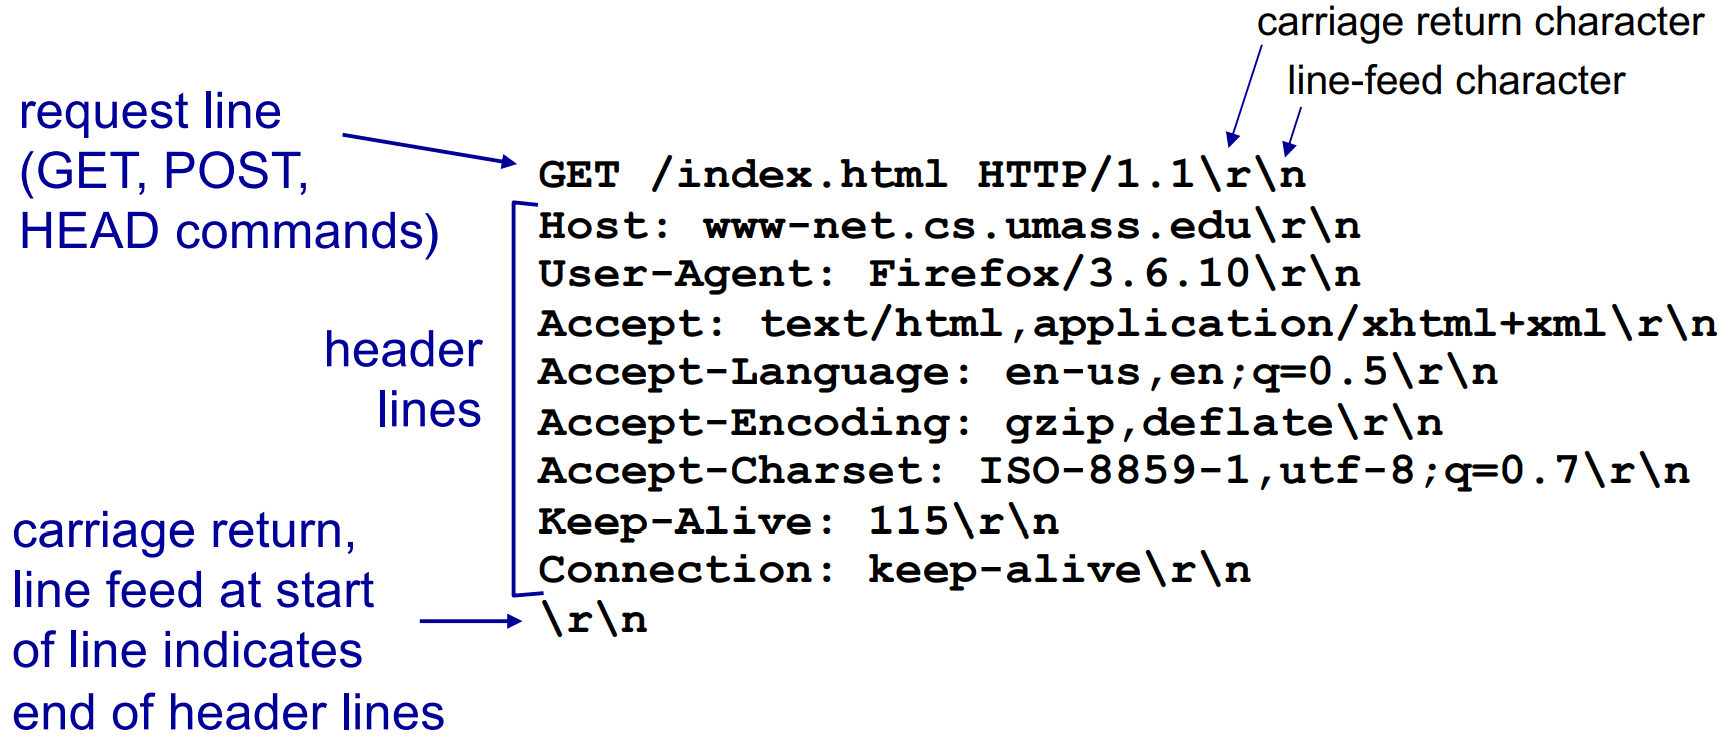 carriage return character
line-feed character
request line
(GET, POST,
HEAD commands)
GET /index.html HTTP/1.1\r\n
Host: www-net.cs.umass.edu\r\n
User-Agent: Firefox/3.6.10\r\n
Accept: text/html,application/xhtml+xml\r\n
Accept-Language: en-us,en;q=0.5\r\n
Accept-Encoding: gzip,deflate\r\n
Accept-Charset: ISO-8859-1,utf-8;q=0.7\r\n
Keep-Alive: 115\r\n
Connection: keep-alive\r\n
\r\n
header
lines
carriage return,
line feed at start
of line indicates
end of header lines